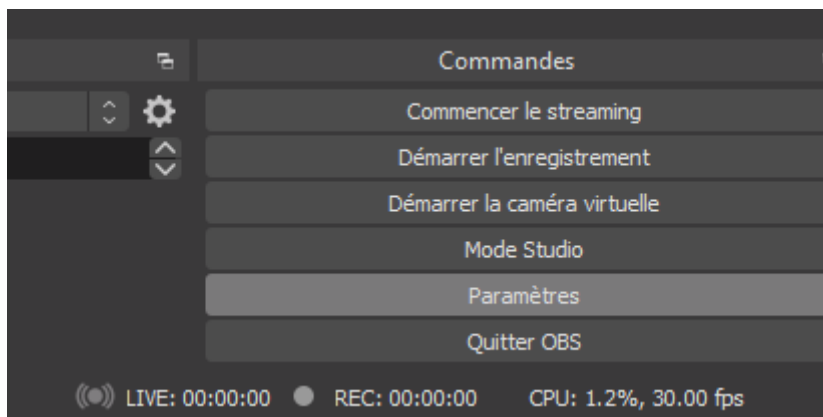 Commandes
Commencer le streaming
Démarrer l'enregistrement
Démarrer la caméra virtuelle
Mode Studio
Paramètres
Quitter OBS
LIVE: 00:00:00 REC: 00:00:00 CPU: 1.2%, 30.00 fps